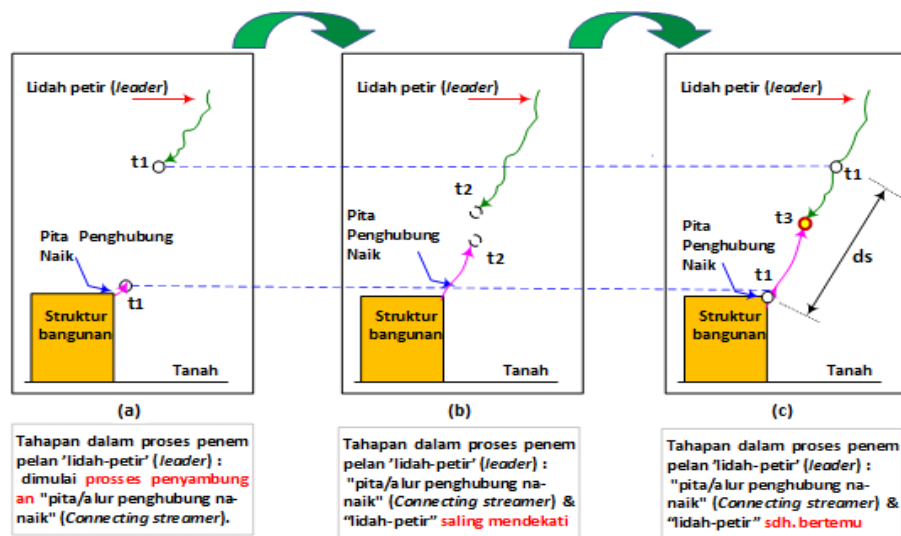 Lidah petir (leader)
t1
Pita Penghubung
Naik
t1
Struktur
bangunan
Tanah
(a)
Tahapan dalam proses penem
pelan 'lidah-petir' (leader) :
dimulai prosses penyambung
an "pita/alur penghubung na-
naik" (Connecting streamer).
Lidah petir (leader)
t2
Pita
Penghubung
Naik
t2
Struktur
bangunan
Tanah
(b)
Tahapan dalam proses penem
pelan 'lidah-petir' (leader) :
"pita/alur penghubung na-
naik" (Connecting streamer) &
"lidah-petir" saling mendekati
Lidah petir (leader)
t1
t3
Pita
Penghubung
Naik
t1
ds
Struktur
bangunan
Tanah
(c)
Tahapan dalam proses penem
pelan 'lidah-petir' (leader) :
"pita/alur penghubung na-
naik" (Connecting streamer) &
"lidah-petir" sdh. bertemu